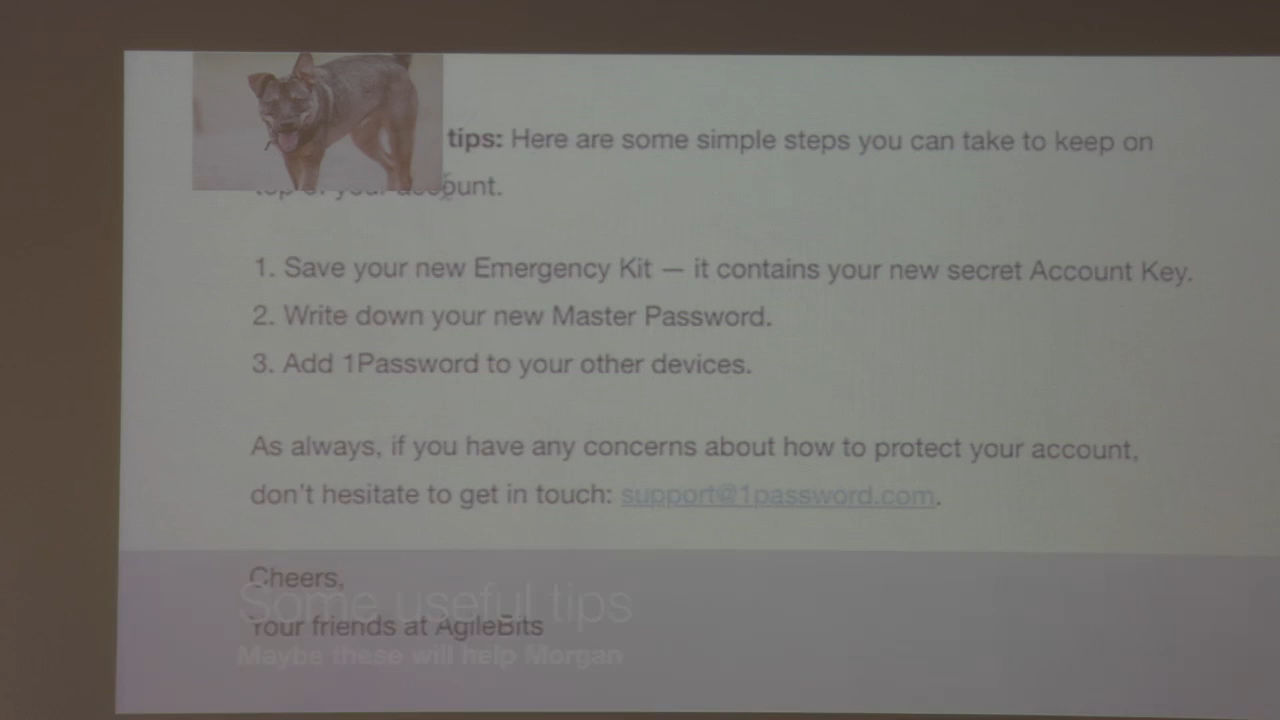 tips: Here are some simple steps you can take to keep on
top of your account.
1. Save your new Emergency Kit — it contains your new secret Account Key.
2. Write down your new Master Password.
3. Add 1Password to your other devices.
As always, if you have any concerns about how to protect your account,
don't hesitate to get in touch: support@1password.com.
Cheers,
Some useful tips
Your friends at AgileBits
Maybe these will help Morgan